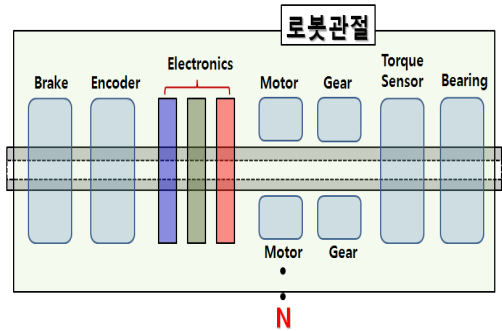 로봇관절
Brake
Encoder
Electronics
Motor
Gear
Torque
Sensor
Bearing
Motor
Gear
N